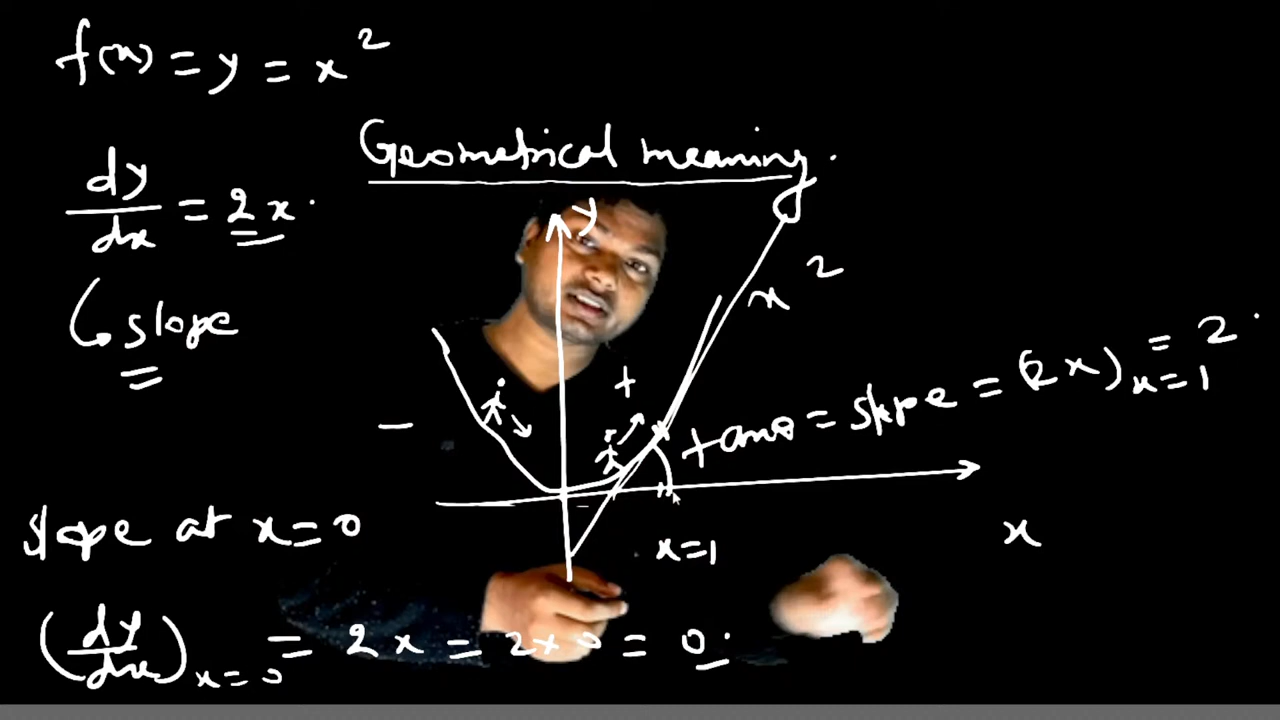 f(x) = y = x²
Geometrical meaning.
dy/dx = 2x.
slope
y
x²
+
−
tanθ = slope = (2x)ₓ₌₁ = 2.
slope at x=0
x=1
x
(dy/dx)ₓ₌₀ = 2x = 2×0 = 0.